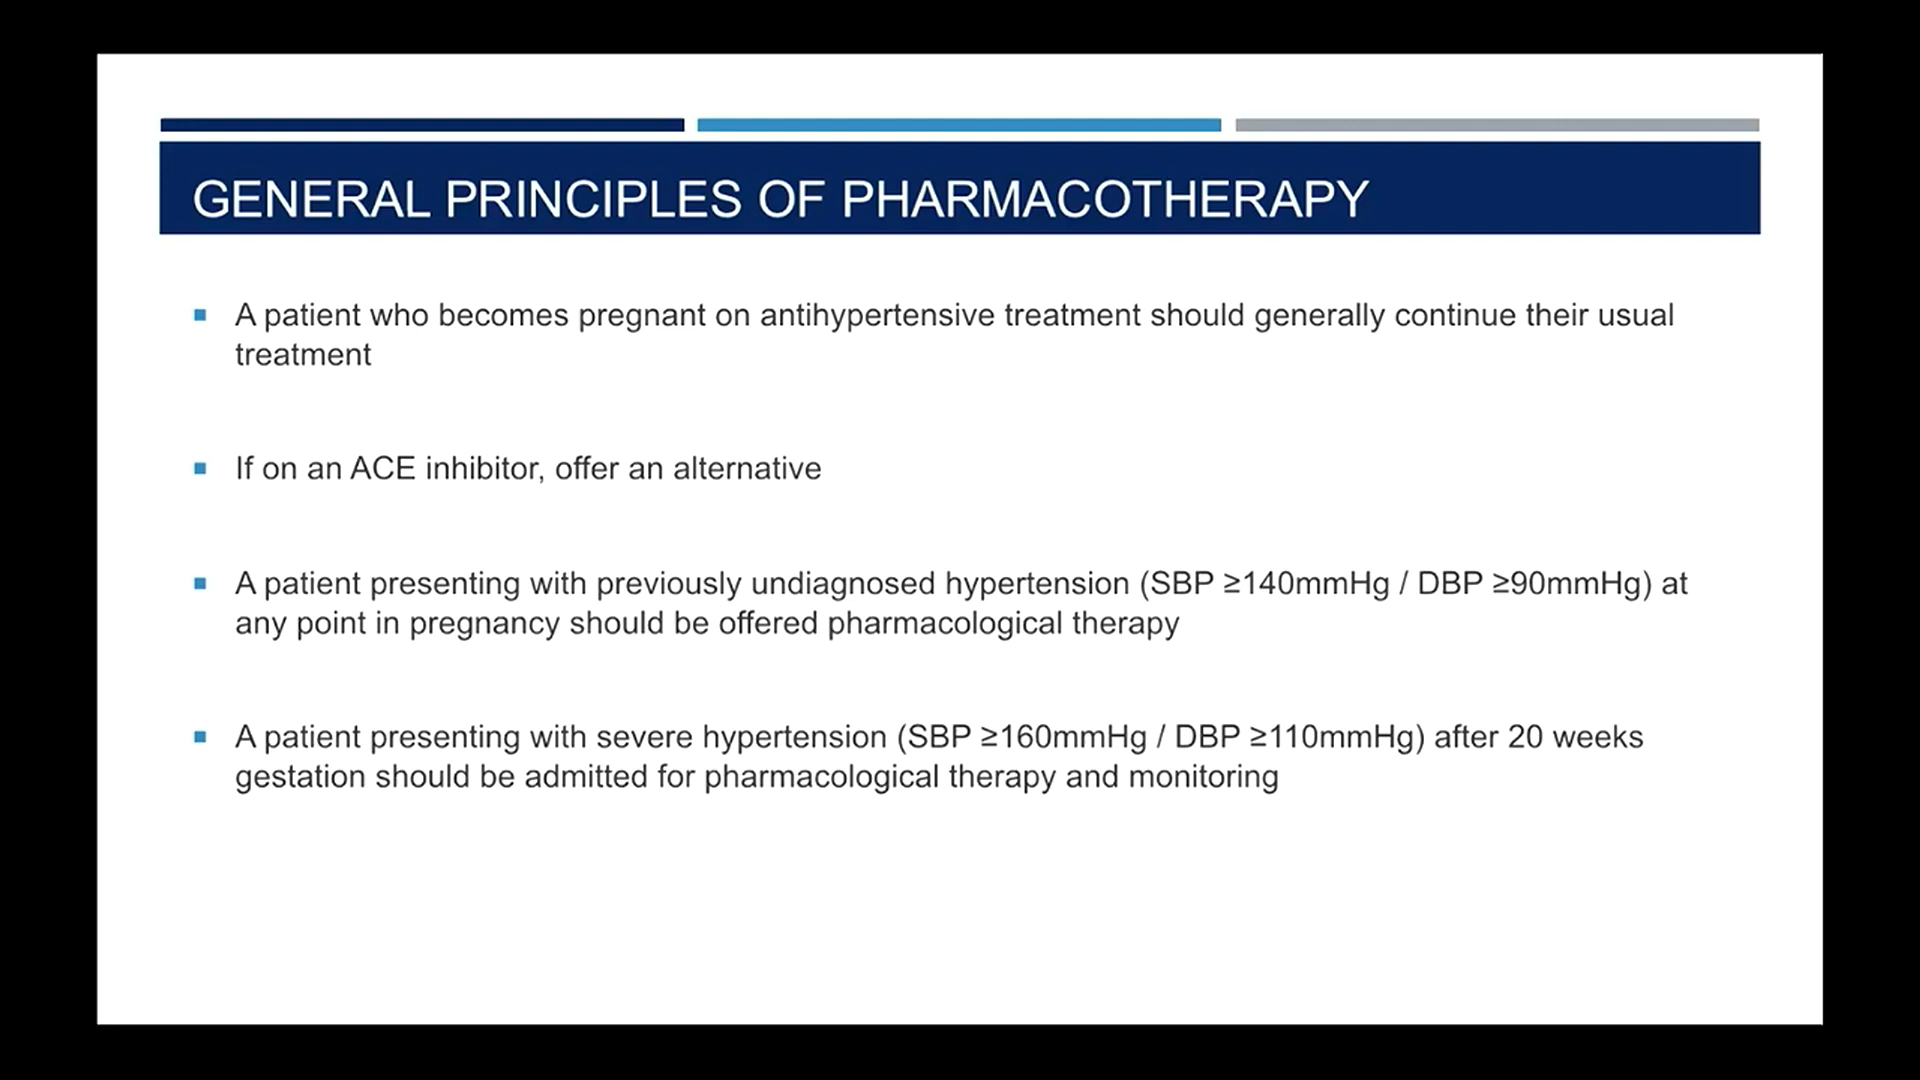 GENERAL PRINCIPLES OF PHARMACOTHERAPY
A patient who becomes pregnant on antihypertensive treatment should generally continue their usual
treatment
If on an ACE inhibitor, offer an alternative
A patient presenting with previously undiagnosed hypertension (SBP ≥140mmHg / DBP ≥90mmHg) at
any point in pregnancy should be offered pharmacological therapy
A patient presenting with severe hypertension (SBP ≥160mmHg / DBP ≥110mmHg) after 20 weeks
gestation should be admitted for pharmacological therapy and monitoring